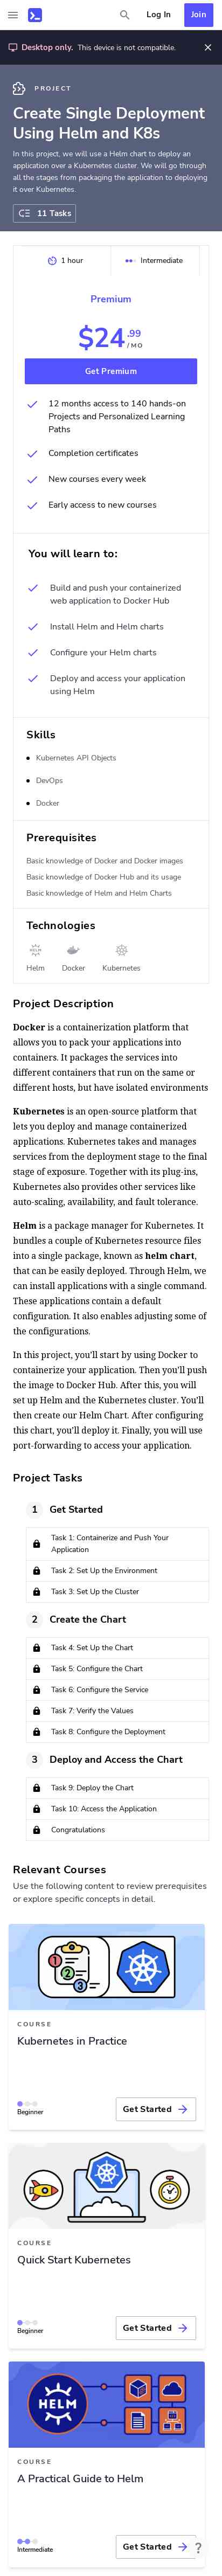 Log In
Join
Desktop only. This device is not compatible.
PROJECT
Create Single Deployment
Using Helm and K8s
In this project, we will use a Helm chart to deploy an
application over a Kubernetes cluster. We will go through
all the stages from packaging the application to deploying
it over Kubernetes.
11 Tasks
1 hour
Intermediate
Premium
$24.99
/ MO
Get Premium
12 months access to 140 hands-on
Projects and Personalized Learning
Paths
Completion certificates
New courses every week
Early access to new courses
You will learn to:
Build and push your containerized
web application to Docker Hub
Install Helm and Helm charts
Configure your Helm charts
Deploy and access your application
using Helm
Skills
Kubernetes API Objects
DevOps
Docker
Prerequisites
Basic knowledge of Docker and Docker images
Basic knowledge of Docker Hub and its usage
Basic knowledge of Helm and Helm Charts
Technologies
HELM
Helm
Docker
Kubernetes
Project Description
Docker is a containerization platform that
allows you to pack your applications into
containers. It packages the services into
different containers that run on the same or
different hosts, but have isolated environments
Kubernetes is an open-source platform that
lets you deploy and manage containerized
applications. Kubernetes takes and manages
services from the deployment stage to the final
stage of exposure. Together with its plug-ins,
Kubernetes also provides other services like
auto-scaling, availability, and fault tolerance.
Helm is a package manager for Kubernetes. It
bundles a couple of Kubernetes resource files
into a single package, known as helm chart,
that can be easily deployed. Through Helm, we
can install applications with a single command.
These applications contain a default
configuration. It also enables adjusting some of
the configurations.
In this project, you’ll start by using Docker to
containerize your application. Then you’ll push
the image to Docker Hub. After this, you will
set up Helm and the Kubernetes cluster. You’ll
then create our Helm Chart. After configuring
this chart, you’ll deploy it. Finally, you will use
port-forwarding to access your application.
Project Tasks
1 Get Started
Task 1: Containerize and Push Your
Application
Task 2: Set Up the Environment
Task 3: Set Up the Cluster
2 Create the Chart
Task 4: Set Up the Chart
Task 5: Configure the Chart
Task 6: Configure the Service
Task 7: Verify the Values
Task 8: Configure the Deployment
3 Deploy and Access the Chart
Task 9: Deploy the Chart
Task 10: Access the Application
Congratulations
Relevant Courses
Use the following content to review prerequisites
or explore specific concepts in detail.
1
2
3
COURSE
Kubernetes in Practice
Beginner
Get Started
COURSE
Quick Start Kubernetes
Beginner
Get Started
HELM
COURSE
A Practical Guide to Helm
Intermediate
Get Started
?